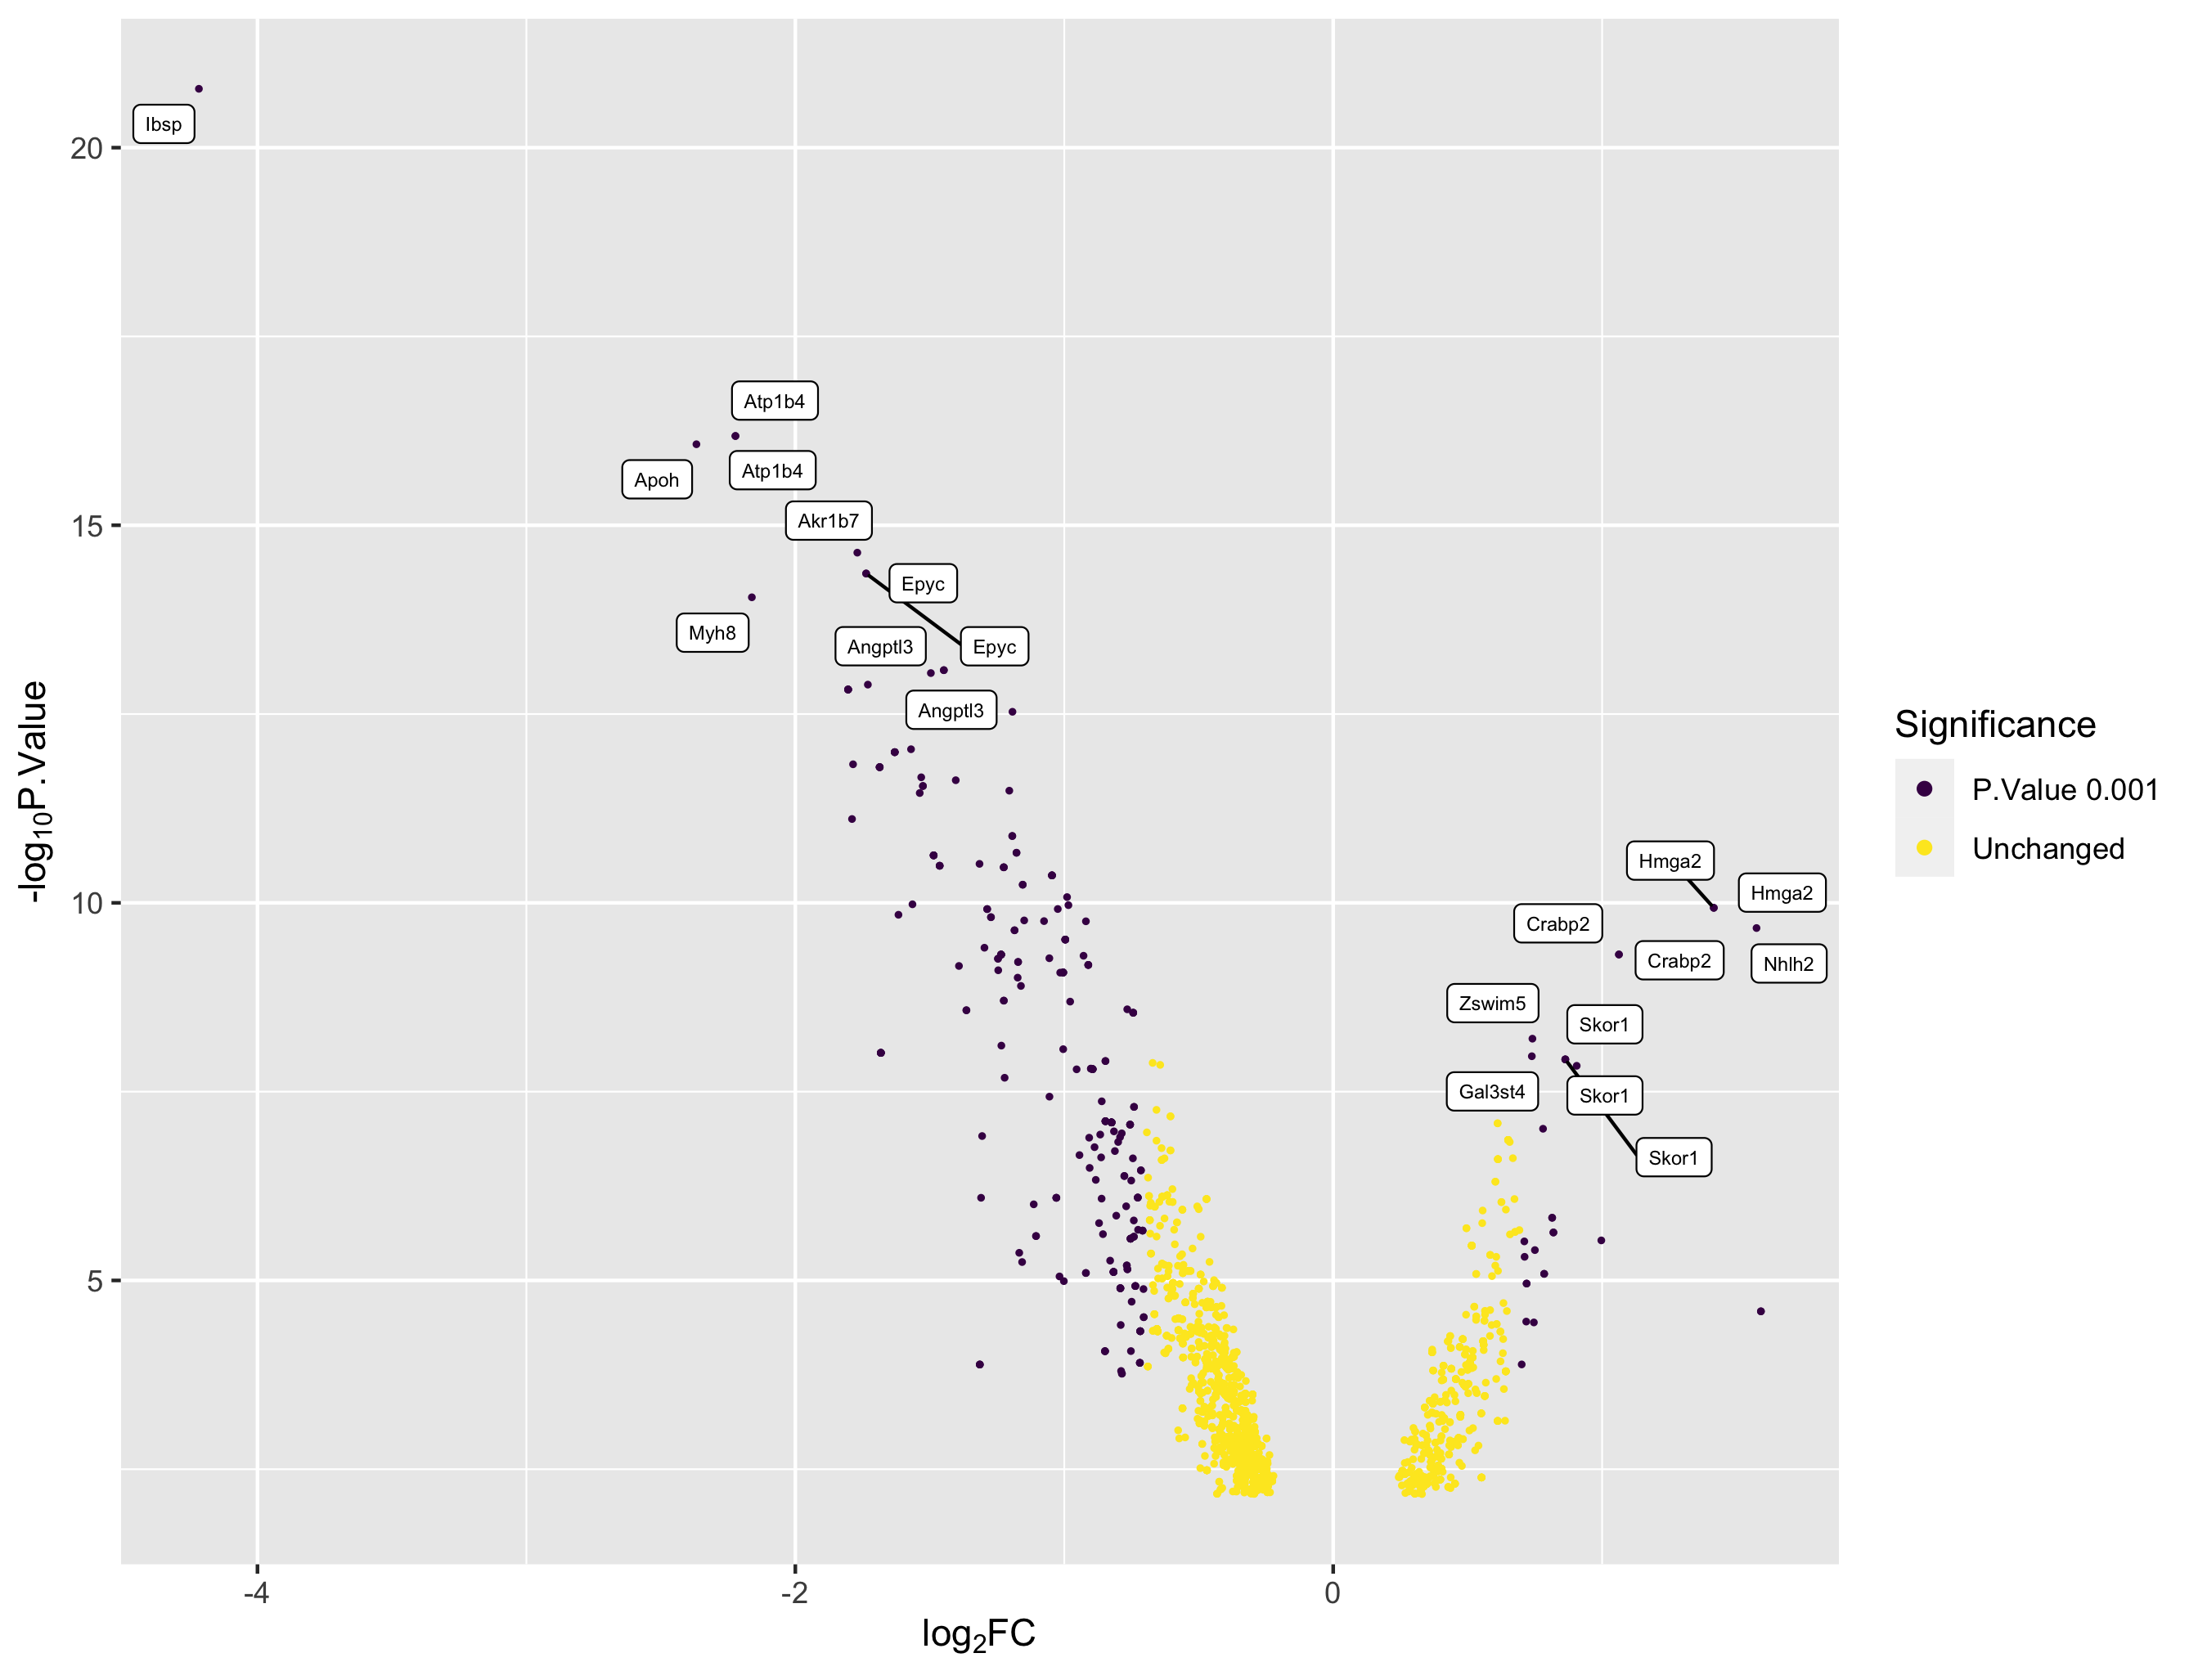 Ibsp
20
Atp1b4
Atp1b4
Apoh
Akr1b7
15
Epyc
Myh8
Angptl3
Epyc
Angptl3
-log10P.Value
Significance
P.Value 0.001
Unchanged
Hmga2
Hmga2
10
Crabp2
Crabp2
Nhlh2
Zswim5
Skor1
Gal3st4
Skor1
Skor1
5
-4
-2
0
log2FC